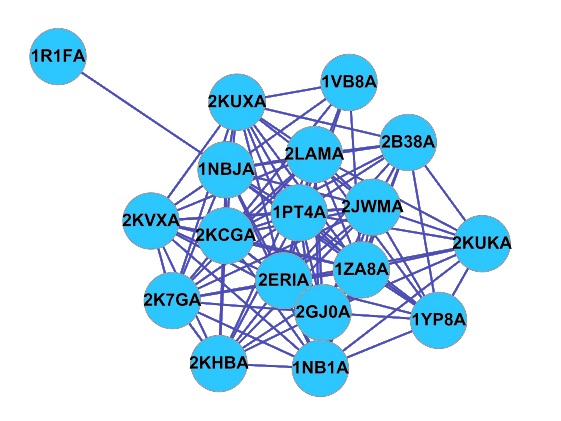 1R1FA
1VB8A
2KUXA
2B38A
2LAMA
1NBJA
2JWMA
1PT4A
2KVXA
2KCGA
2KUKA
1ZA8A
2ERIA
2K7GA
2GJ0A
1YP8A
2KHBA
1NB1A